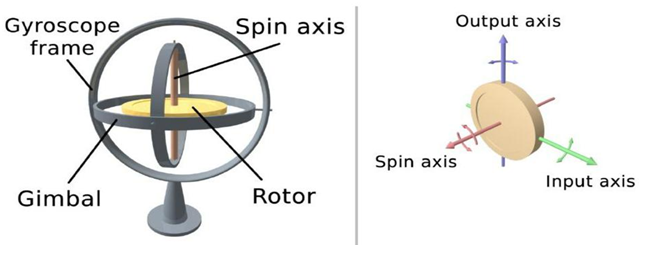 Gyroscope
frame
Spin axis
Gimbal
Rotor
Output axis
Spin axis
Input axis